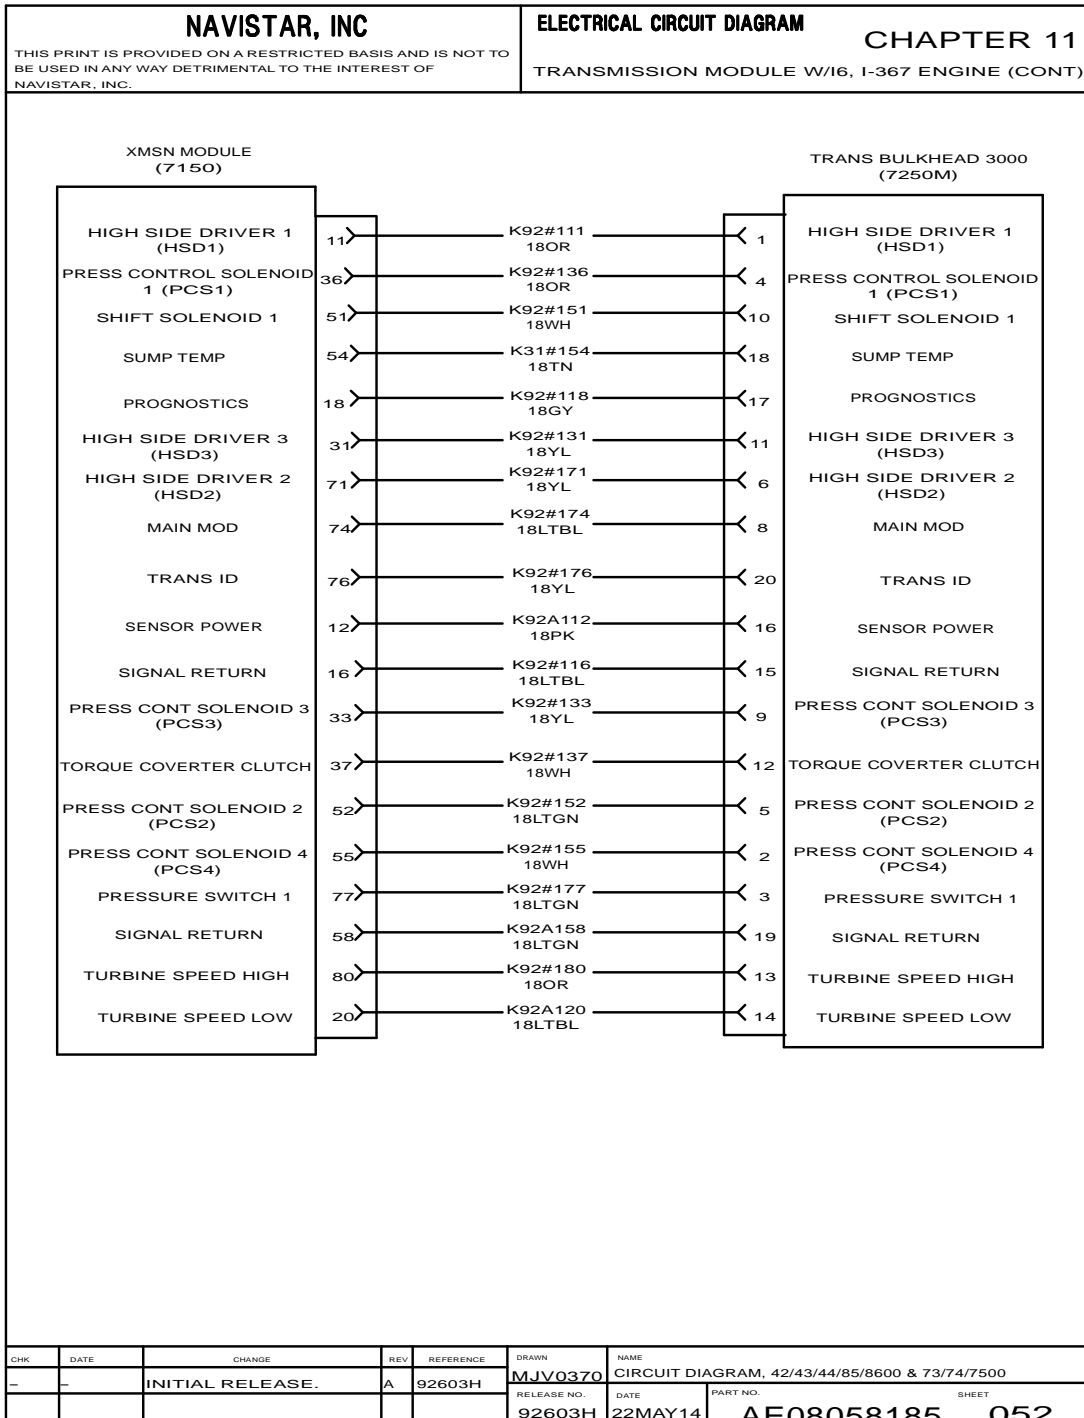 NAVISTAR, INC
THIS PRINT IS PROVIDED ON A RESTRICTED BASIS AND IS NOT TO
BE USED IN ANY WAY DETRIMENTAL TO THE INTEREST OF
NAVISTAR, INC.
ELECTRICAL CIRCUIT DIAGRAM
CHAPTER 11
TRANSMISSION MODULE W/I6, I-367 ENGINE (CONT)
XMSN MODULE
(7150)
TRANS BULKHEAD 3000
(7250M)
HIGH SIDE DRIVER 1
(HSD1)
11
K92#111
18OR
1
HIGH SIDE DRIVER 1
(HSD1)
PRESS CONTROL SOLENOID
1 (PCS1)
36
K92#136
18OR
4
PRESS CONTROL SOLENOID
1 (PCS1)
SHIFT SOLENOID 1
51
K92#151
18WH
10
SHIFT SOLENOID 1
SUMP TEMP
54
K31#154
18TN
18
SUMP TEMP
PROGNOSTICS
18
K92#118
18GY
17
PROGNOSTICS
HIGH SIDE DRIVER 3
(HSD3)
31
K92#131
18YL
11
HIGH SIDE DRIVER 3
(HSD3)
HIGH SIDE DRIVER 2
(HSD2)
71
K92#171
18YL
6
HIGH SIDE DRIVER 2
(HSD2)
MAIN MOD
74
K92#174
18LTBL
8
MAIN MOD
TRANS ID
76
K92#176
18YL
20
TRANS ID
SENSOR POWER
12
K92A112
18PK
16
SENSOR POWER
SIGNAL RETURN
16
K92#116
18LTBL
15
SIGNAL RETURN
PRESS CONT SOLENOID 3
(PCS3)
33
K92#133
18YL
9
PRESS CONT SOLENOID 3
(PCS3)
TORQUE COVERTER CLUTCH
37
K92#137
18WH
12
TORQUE COVERTER CLUTCH
PRESS CONT SOLENOID 2
(PCS2)
52
K92#152
18LTGN
5
PRESS CONT SOLENOID 2
(PCS2)
PRESS CONT SOLENOID 4
(PCS4)
55
K92#155
18WH
2
PRESS CONT SOLENOID 4
(PCS4)
PRESSURE SWITCH 1
77
K92#177
18LTGN
3
PRESSURE SWITCH 1
SIGNAL RETURN
58
K92A158
18LTGN
19
SIGNAL RETURN
TURBINE SPEED HIGH
80
K92#180
18OR
13
TURBINE SPEED HIGH
TURBINE SPEED LOW
20
K92A120
18LTBL
14
TURBINE SPEED LOW
CHK DATE CHANGE REV REFERENCE
– – INITIAL RELEASE. A 92603H
DRAWN
MJV0370
NAME
CIRCUIT DIAGRAM, 42/43/44/85/8600 & 73/74/7500
RELEASE NO.
92603H
DATE
22MAY14
PART NO.
AE08058185
SHEET
052